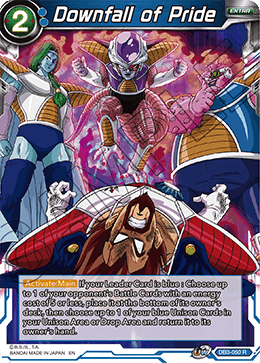 2
Downfall of Pride
EXTRA
Activate:Main If your Leader Card is blue : Choose up
to 1 of your opponent's Battle Cards with an energy
cost of 5 or less, place it at the bottom of its owner's
deck, then choose up to 1 of your blue Unison Cards in
your Unison Area or Drop Area and return it to its
owner's hand.
©B.S./S., T.A.
BANDAI MADE IN JAPAN EN
DB3-050 R